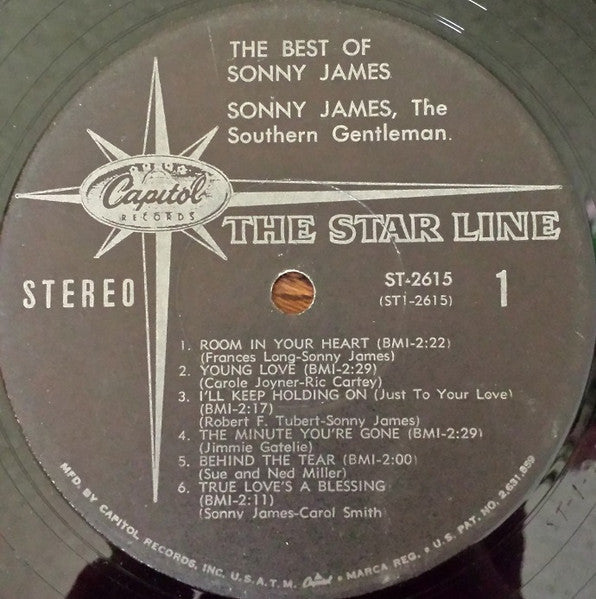 THE BEST OF
SONNY JAMES
SONNY JAMES, The
Southern Gentleman.
Capitol
RECORDS
THE STAR LINE
STEREO
ST-2615
(ST1-2615)
1
1. ROOM IN YOUR HEART (BMI-2:22)
(Frances Long-Sonny James)
2. YOUNG LOVE (BMI-2:29)
(Carole Joyner-Ric Cartey)
3. I'LL KEEP HOLDING ON (Just To Your Love)
(BMI-2:17)
(Robert F. Tubert-Sonny James)
4. THE MINUTE YOU'RE GONE (BMI-2:29)
(Jimmie Gatelie)
5. BEHIND THE TEAR (BMI-2:00)
(Sue and Ned Miller)
6. TRUE LOVE'S A BLESSING
(BMI-2:11)
(Sonny James-Carol Smith)
MFD. BY CAPITOL RECORDS, INC. U.S.A. T.M. Capitol • MARCA REG. • U.S. PAT. NO. 2,631,859